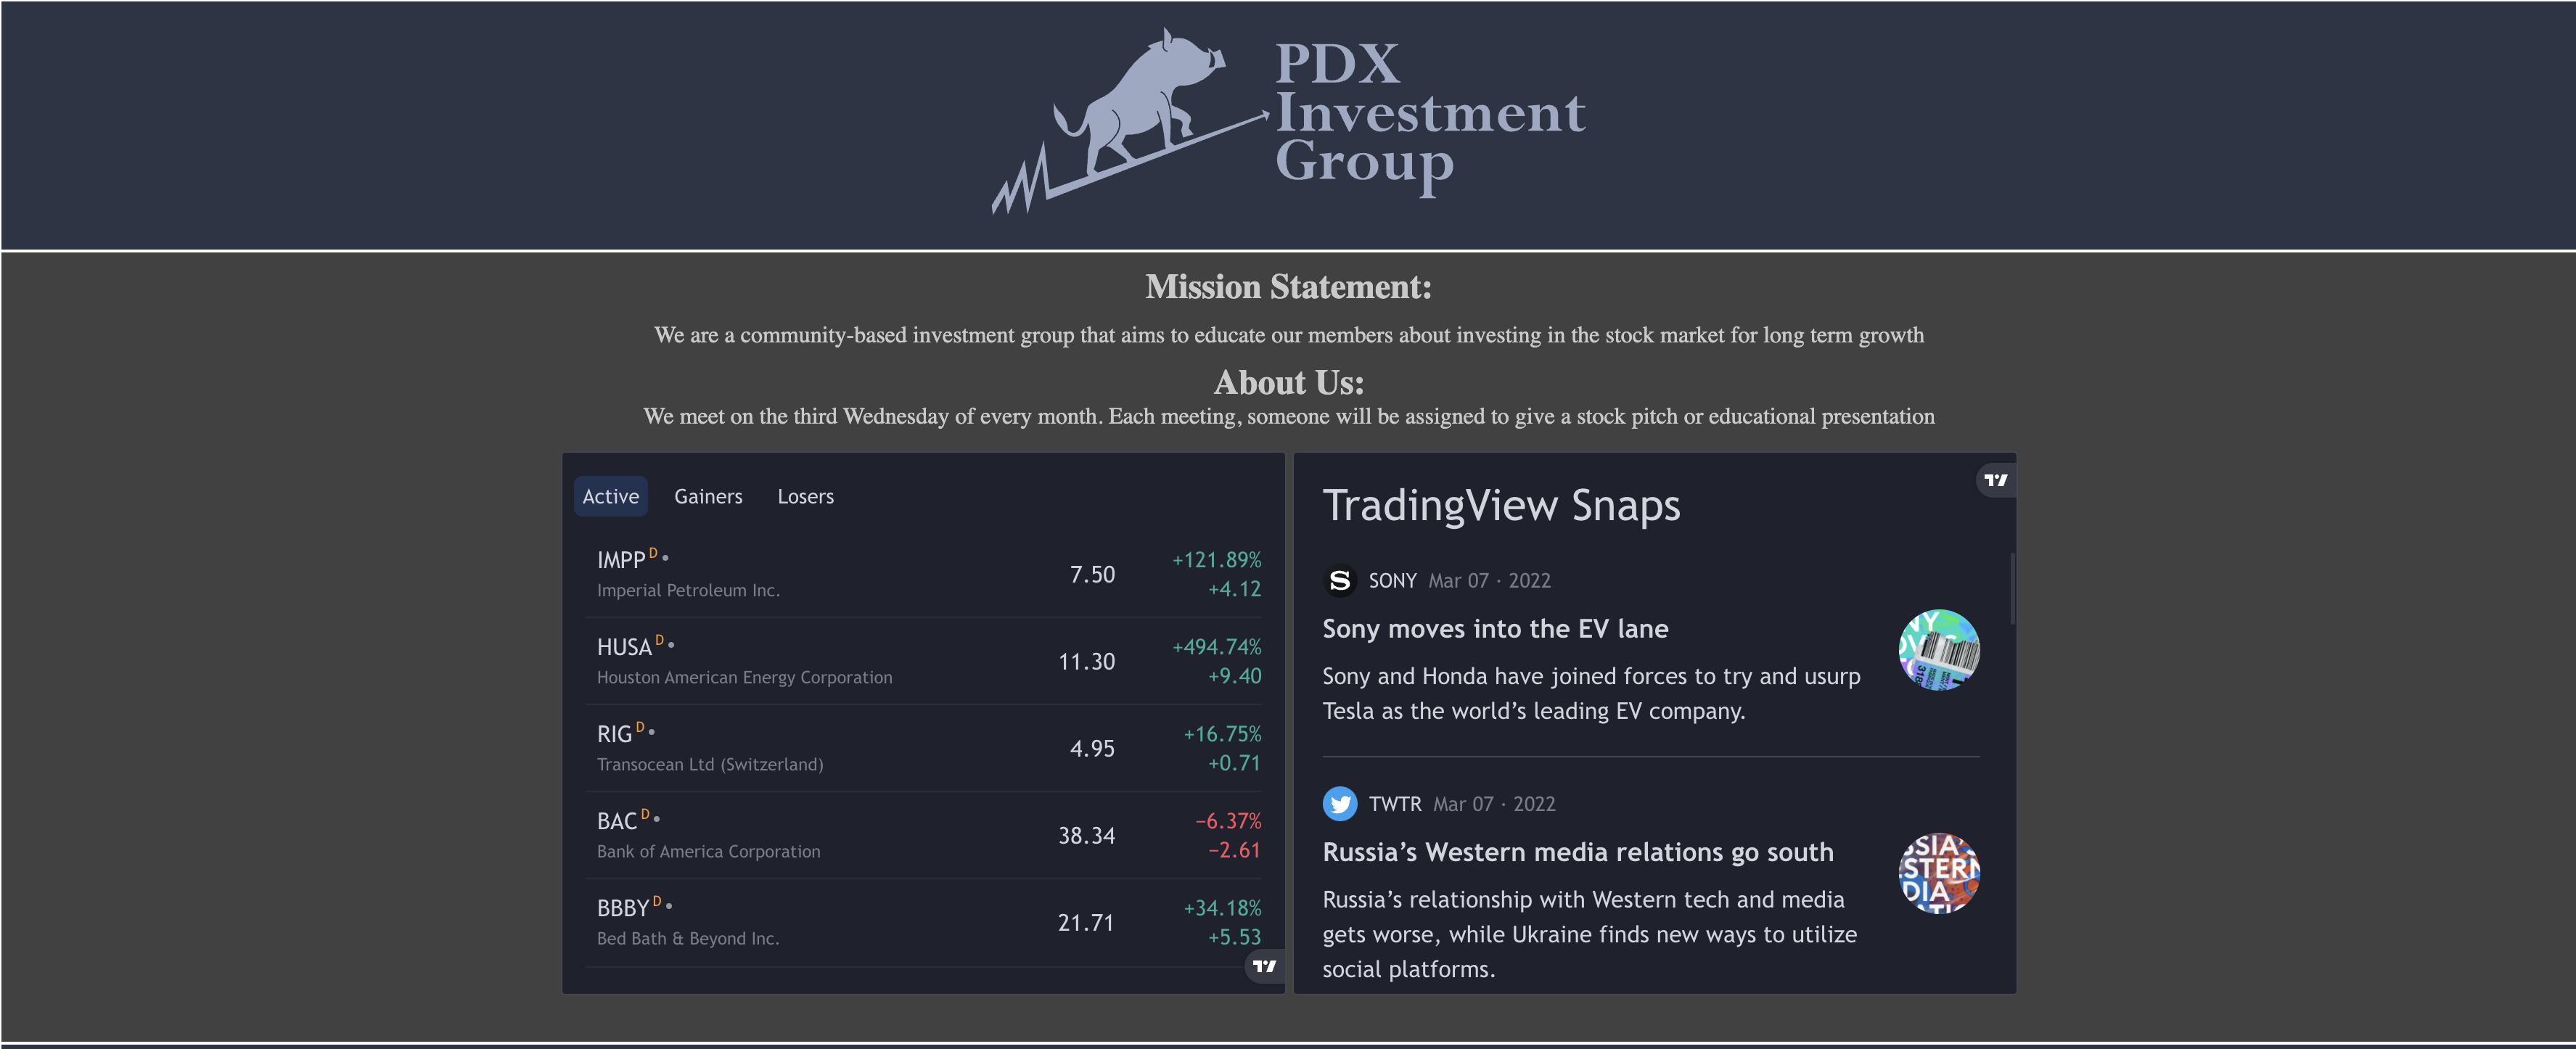 PDX
Investment
Group
Mission Statement:
We are a community-based investment group that aims to educate our members about investing in the stock market for long term growth
About Us:
We meet on the third Wednesday of every month. Each meeting, someone will be assigned to give a stock pitch or educational presentation
Active Gainers Losers
IMPP D
Imperial Petroleum Inc.
7.50
+121.89%
+4.12
HUSA D
Houston American Energy Corporation
11.30
+494.74%
+9.40
RIG D
Transocean Ltd (Switzerland)
4.95
+16.75%
+0.71
BAC D
Bank of America Corporation
38.34
−6.37%
−2.61
BBBY D
Bed Bath & Beyond Inc.
21.71
+34.18%
+5.53
TradingView Snaps
S SONY Mar 07 · 2022
Sony moves into the EV lane
Sony and Honda have joined forces to try and usurp
Tesla as the world’s leading EV company.
TWTR Mar 07 · 2022
Russia’s Western media relations go south
Russia’s relationship with Western tech and media
gets worse, while Ukraine finds new ways to utilize
social platforms.